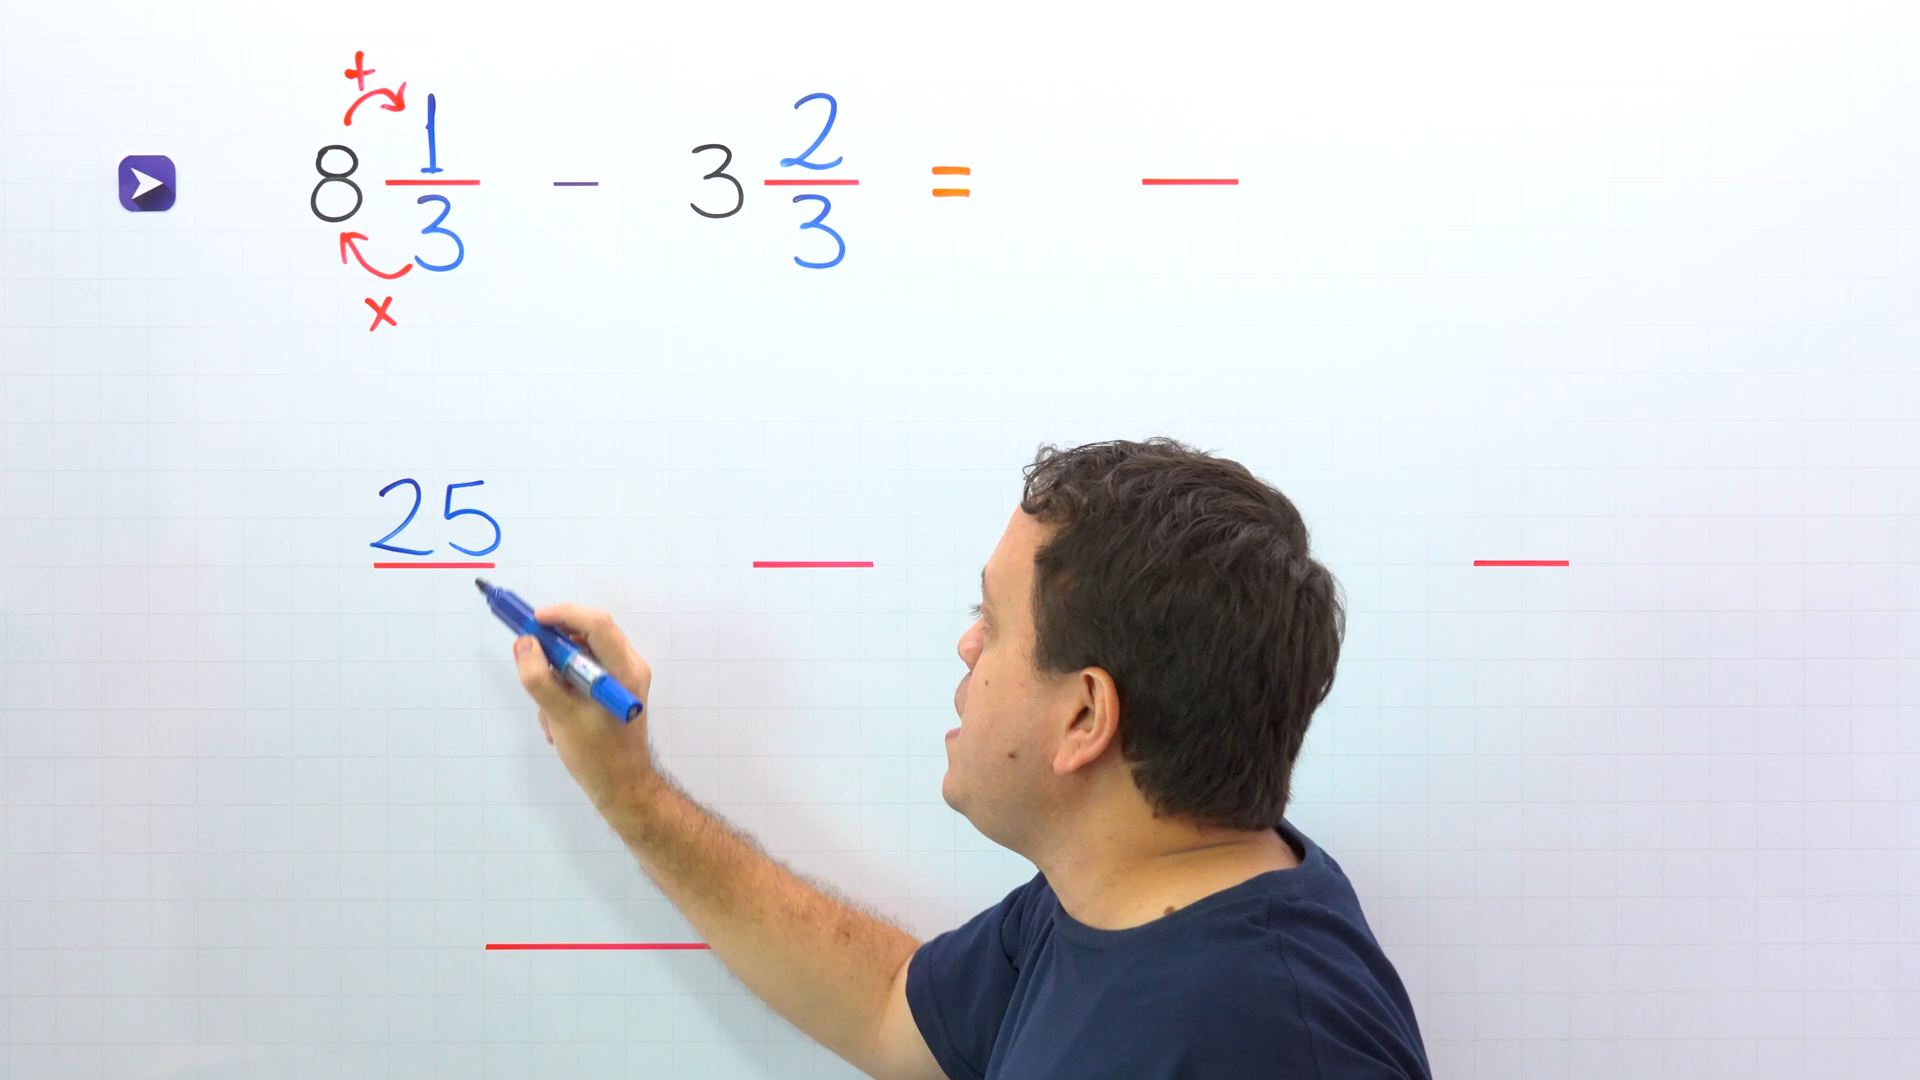 +
8 1/3 - 3 2/3 =
x
25